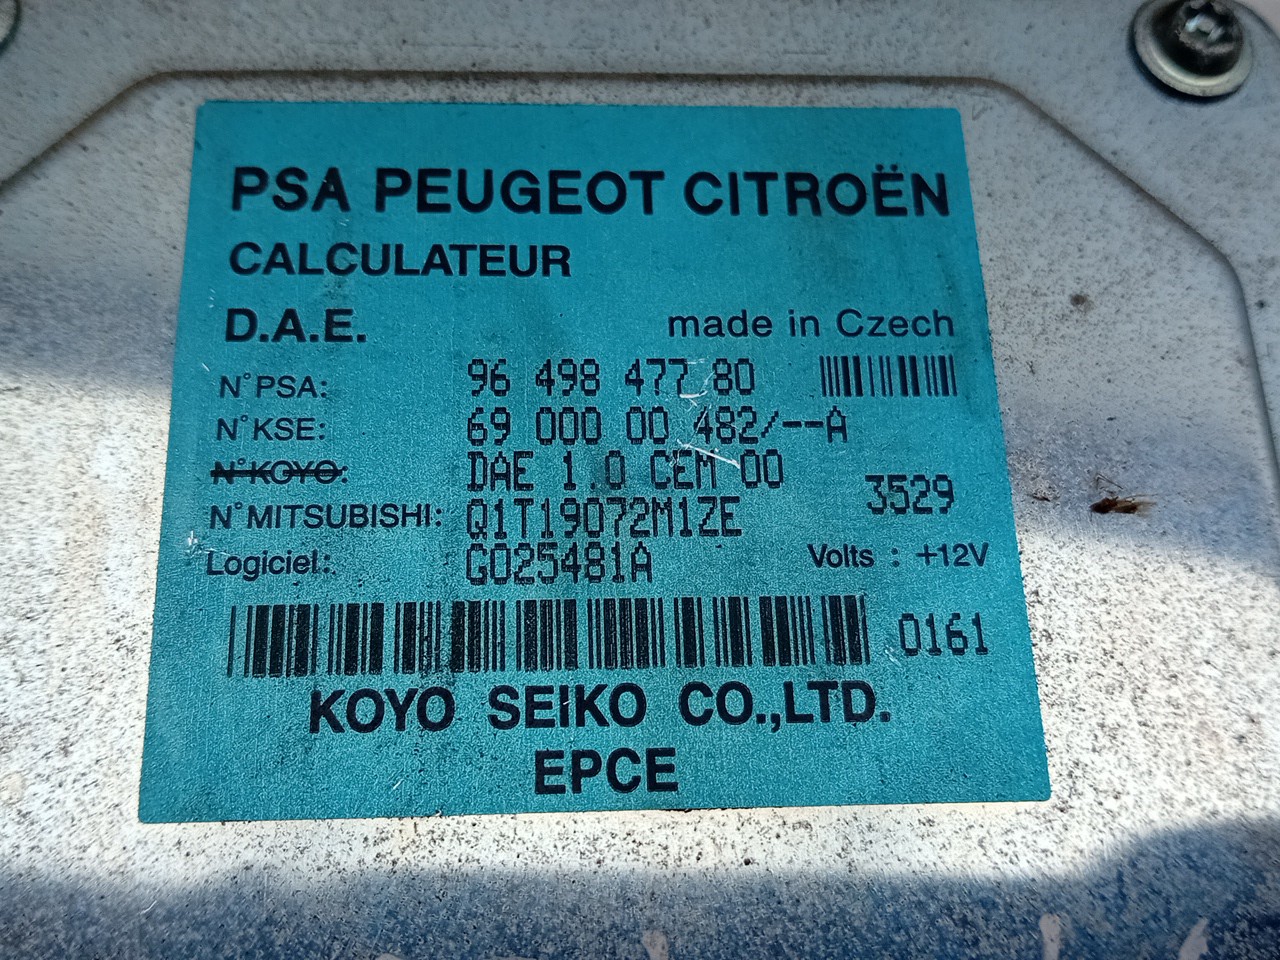 PSA PEUGEOT CITROËN
CALCULATEUR
D.A.E. made in Czech
N°PSA: 96 498 477 80
N°KSE: 69 000 00 482/--A
N°KOYO: DAE 1.0 CEM 00
3529
N°MITSUBISHI: Q1T19072M1ZE
Logiciel: G025481A Volts : +12V
0161
KOYO SEIKO CO.,LTD.
EPCE